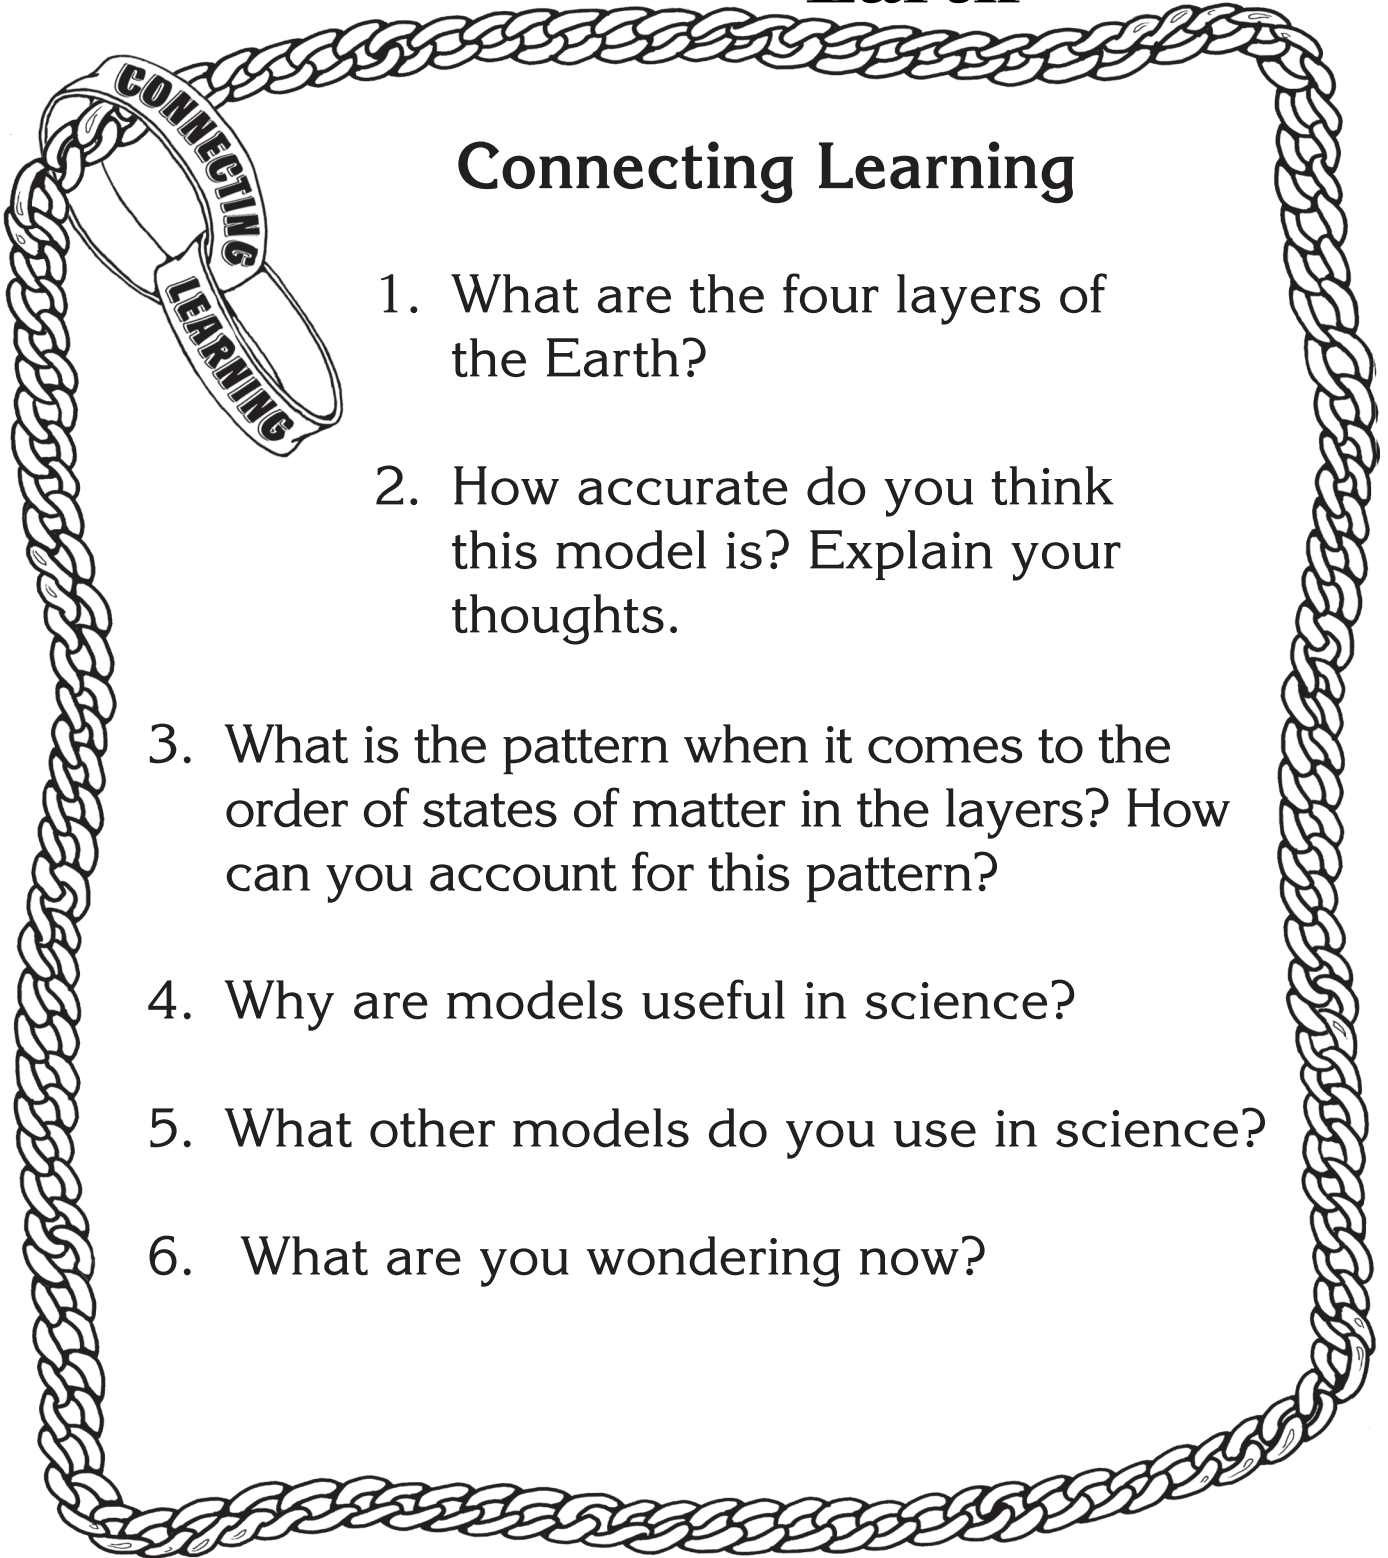 CONNECTING
LEARNING
Connecting Learning
1. What are the four layers of
the Earth?
2. How accurate do you think
this model is? Explain your
thoughts.
3. What is the pattern when it comes to the
order of states of matter in the layers? How
can you account for this pattern?
4. Why are models useful in science?
5. What other models do you use in science?
6. What are you wondering now?